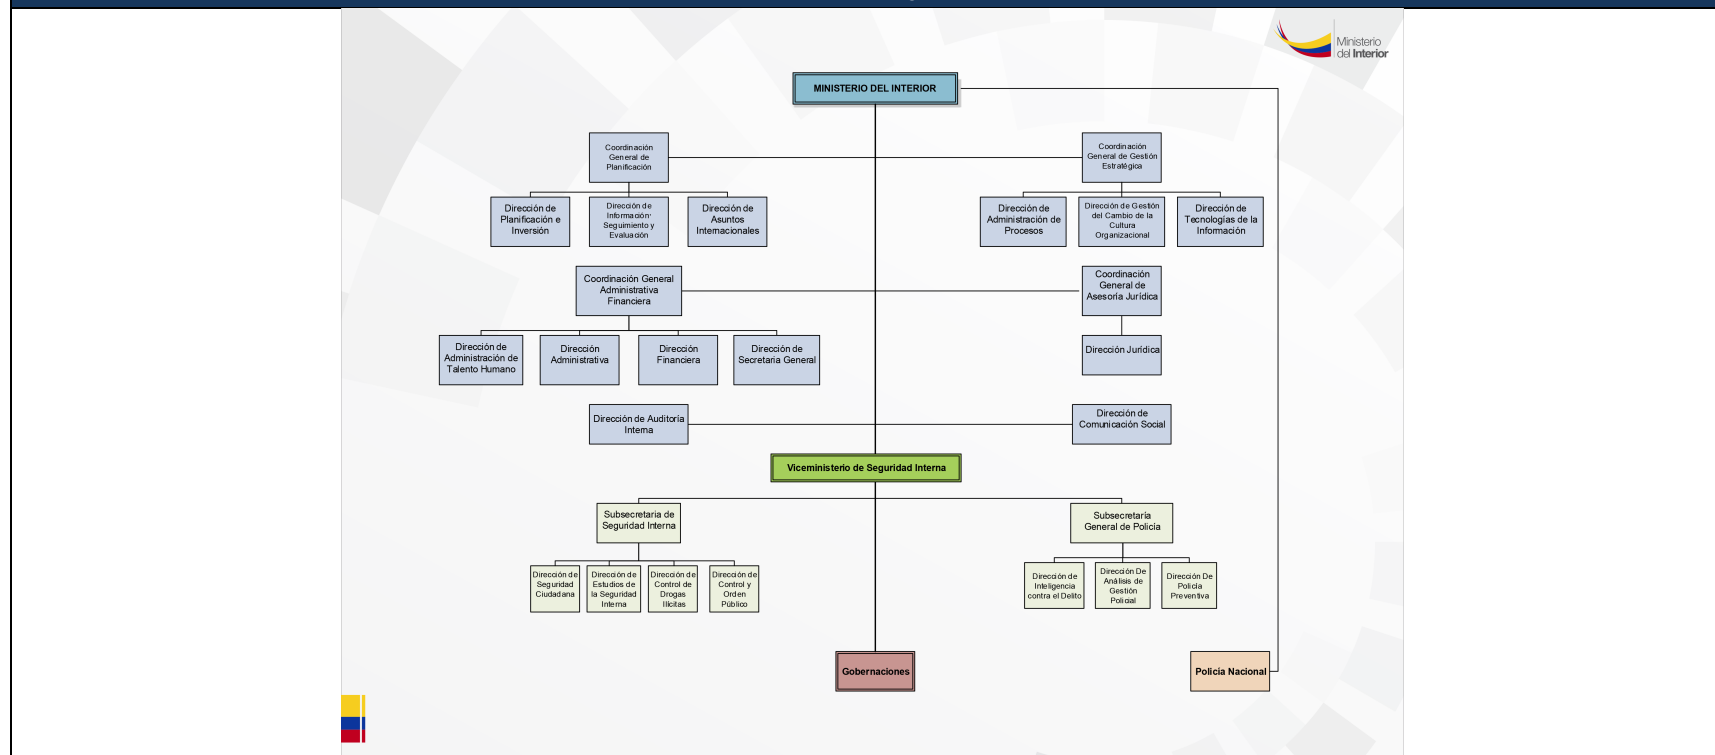 Ministerio
del Interior
MINISTERIO DEL INTERIOR
Coordinación
General de
Planificación
Coordinación
General de Gestión
Estratégica
Dirección de
Planificación e
Inversión
Dirección de
Información·
Seguimiento y
Evaluación
Dirección de
Asuntos
Internacionales
Dirección de
Administración de
Procesos
Dirección de Gestión
del Cambio de la
Cultura
Organizacional
Dirección de
Tecnologías de la
Información
Coordinación General
Administrativa
Financiera
Coordinación
General de
Asesoría Jurídica
Dirección de
Administración de
Talento Humano
Dirección
Administrativa
Dirección
Financiera
Dirección de
Secretaria General
Dirección Jurídica
Dirección de Auditoría
Interna
Dirección de
Comunicación Social
Viceministerio de Seguridad Interna
Subsecretaria de
Seguridad Interna
Subsecretaría
General de Policía
Dirección de
Seguridad
Ciudadana
Dirección de
Estudios de
la Seguridad
Interna
Dirección de
Control de
Drogas
Ilícitas
Dirección de
Control y
Orden
Público
Dirección de
Inteligencia
contra el Delito
Dirección De
Análisis de
Gestión
Policial
Dirección De
Policía
Preventiva
Gobernaciones
Policía Nacional